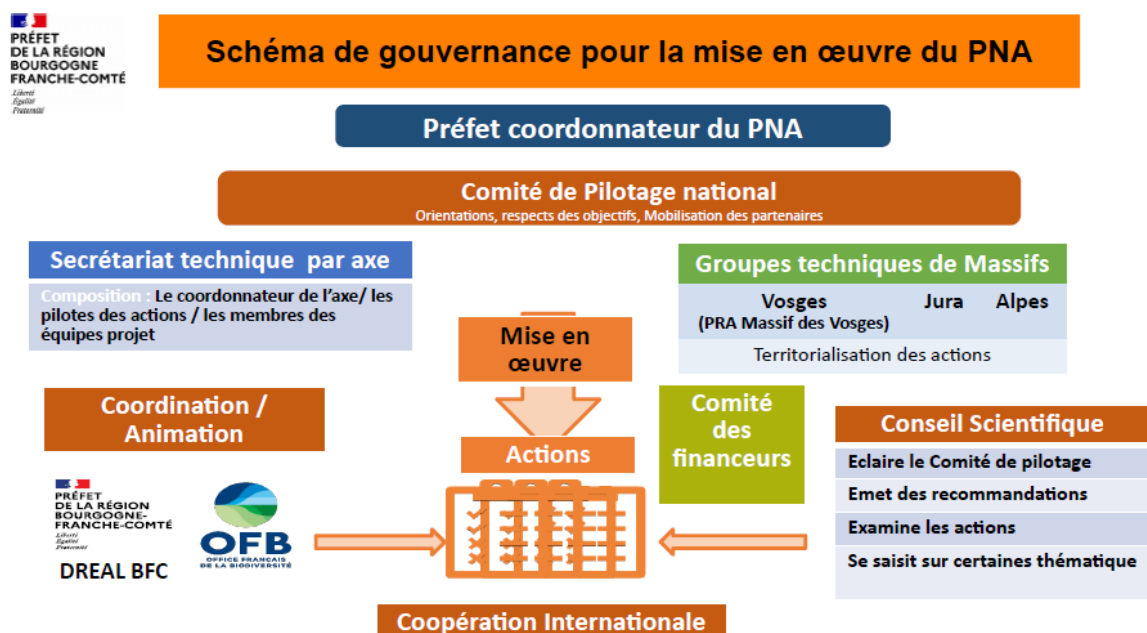 PRÉFET
DE LA RÉGION
BOURGOGNE
FRANCHE-COMTÉ
Liberté
Égalité
Fraternité
Schéma de gouvernance pour la mise en œuvre du PNA
Préfet coordonnateur du PNA
Comité de Pilotage national
Orientations, respects des objectifs, Mobilisation des partenaires
Secrétariat technique par axe
Composition : Le coordonnateur de l'axe/ les
pilotes des actions / les membres des
équipes projet
Groupes techniques de Massifs
Vosges Jura Alpes
(PRA Massif des Vosges)
Territorialisation des actions
Mise en
œuvre
Actions
Coordination /
Animation
PRÉFET
DE LA RÉGION
BOURGOGNE-
FRANCHE-COMTÉ
Liberté
Égalité
Fraternité
DREAL BFC
OFB
OFFICE FRANÇAIS
DE LA BIODIVERSITÉ
Comité
des
financeurs
Conseil Scientifique
Eclaire le Comité de pilotage
Emet des recommandations
Examine les actions
Se saisit sur certaines thématique
Coopération Internationale